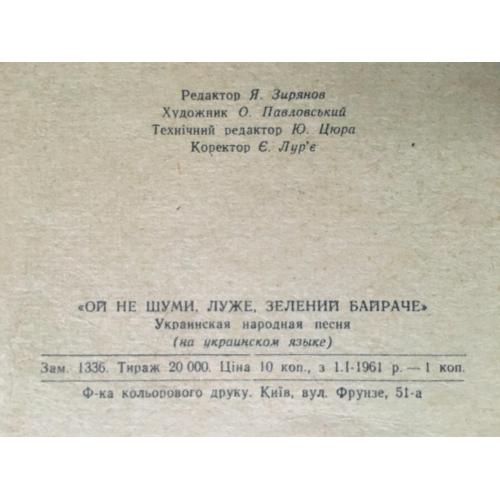 Редактор Я. Зирянов
Художник О. Павловський
Технічний редактор Ю. Цюра
Коректор Є. Лур'є
«ОЙ НЕ ШУМИ, ЛУЖЕ, ЗЕЛЕНИЙ БАЙРАЧЕ»
Украинская народная песня
(на украинском языке)
Зам. 1336. Тираж 20 000. Ціна 10 коп., з 1.I-1961 р. — 1 коп.
Ф-ка кольорового друку. Київ, вул. Фрунзе, 51-а